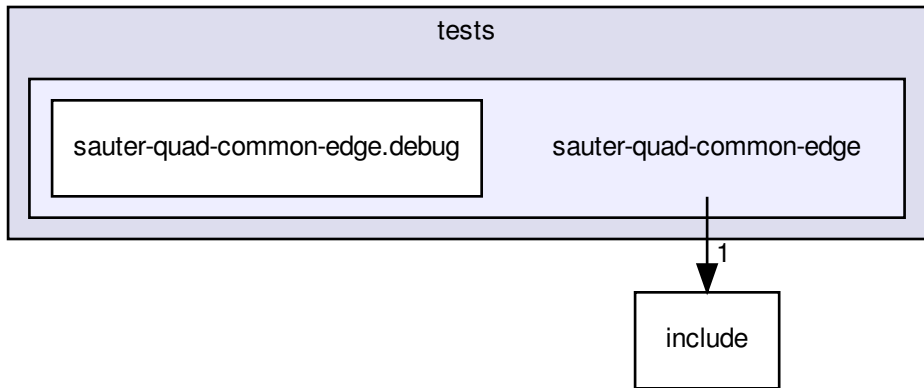 tests
sauter-quad-common-edge.debug
sauter-quad-common-edge
1
include